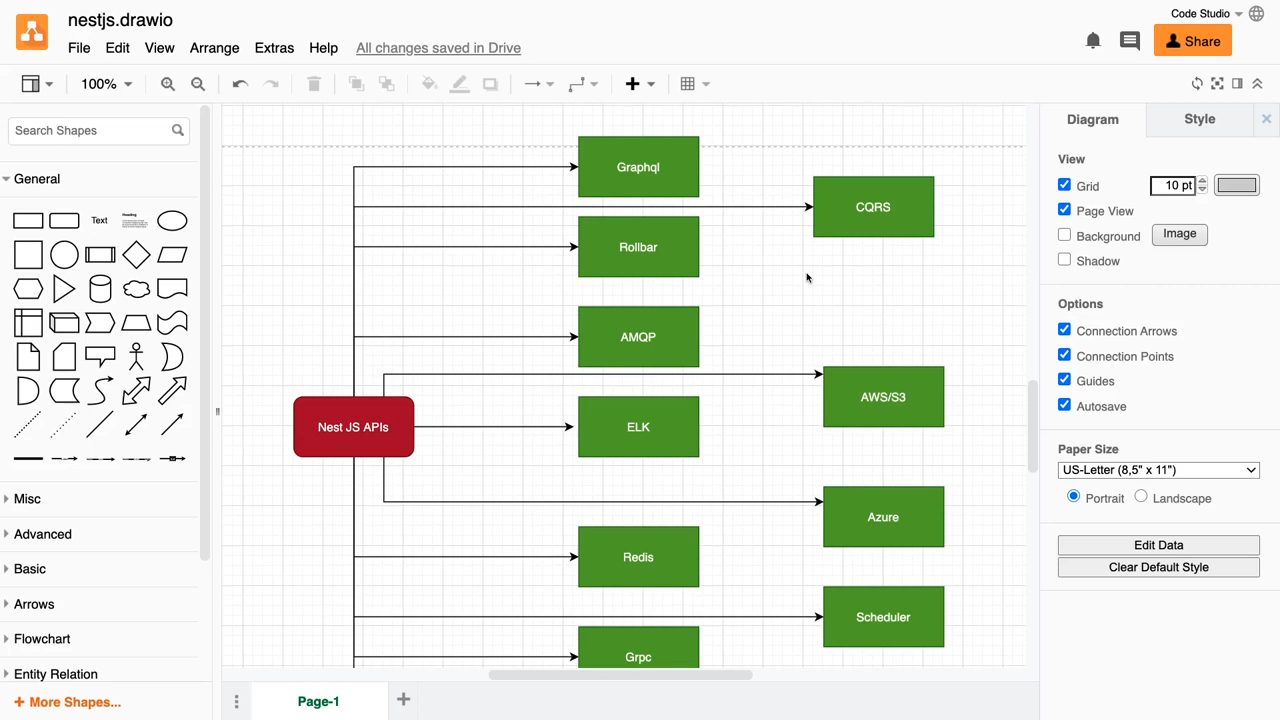 nestjs.drawio
Code Studio
File Edit View Arrange Extras Help All changes saved in Drive
Share
100%
Search Shapes
General
Text
Heading
Misc
Advanced
Basic
Arrows
Flowchart
Entity Relation
+ More Shapes...
Graphql
CQRS
Rollbar
AMQP
AWS/S3
Nest JS APIs
ELK
Azure
Redis
Scheduler
Grpc
Page-1
Diagram Style
View
Grid 10 pt
Page View
Background Image
Shadow
Options
Connection Arrows
Connection Points
Guides
Autosave
Paper Size
US-Letter (8,5" x 11")
Portrait Landscape
Edit Data
Clear Default Style